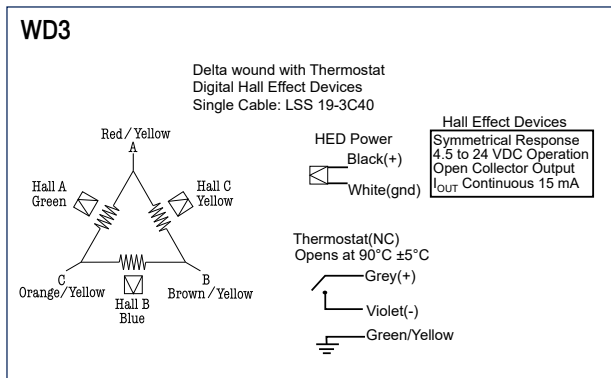 WD3
Delta wound with Thermostat
Digital Hall Effect Devices
Single Cable: LSS 19-3C40
Red/Yellow
A
Hall A
Green
Hall C
Yellow
C
Orange/Yellow
Hall B
Blue
B
Brown/Yellow
HED Power
Black(+)
White(gnd)
Hall Effect Devices
Symmetrical Response
4.5 to 24 VDC Operation
Open Collector Output
IOUT Continuous 15 mA
Thermostat(NC)
Opens at 90°C ±5°C
Grey(+)
Violet(-)
Green/Yellow